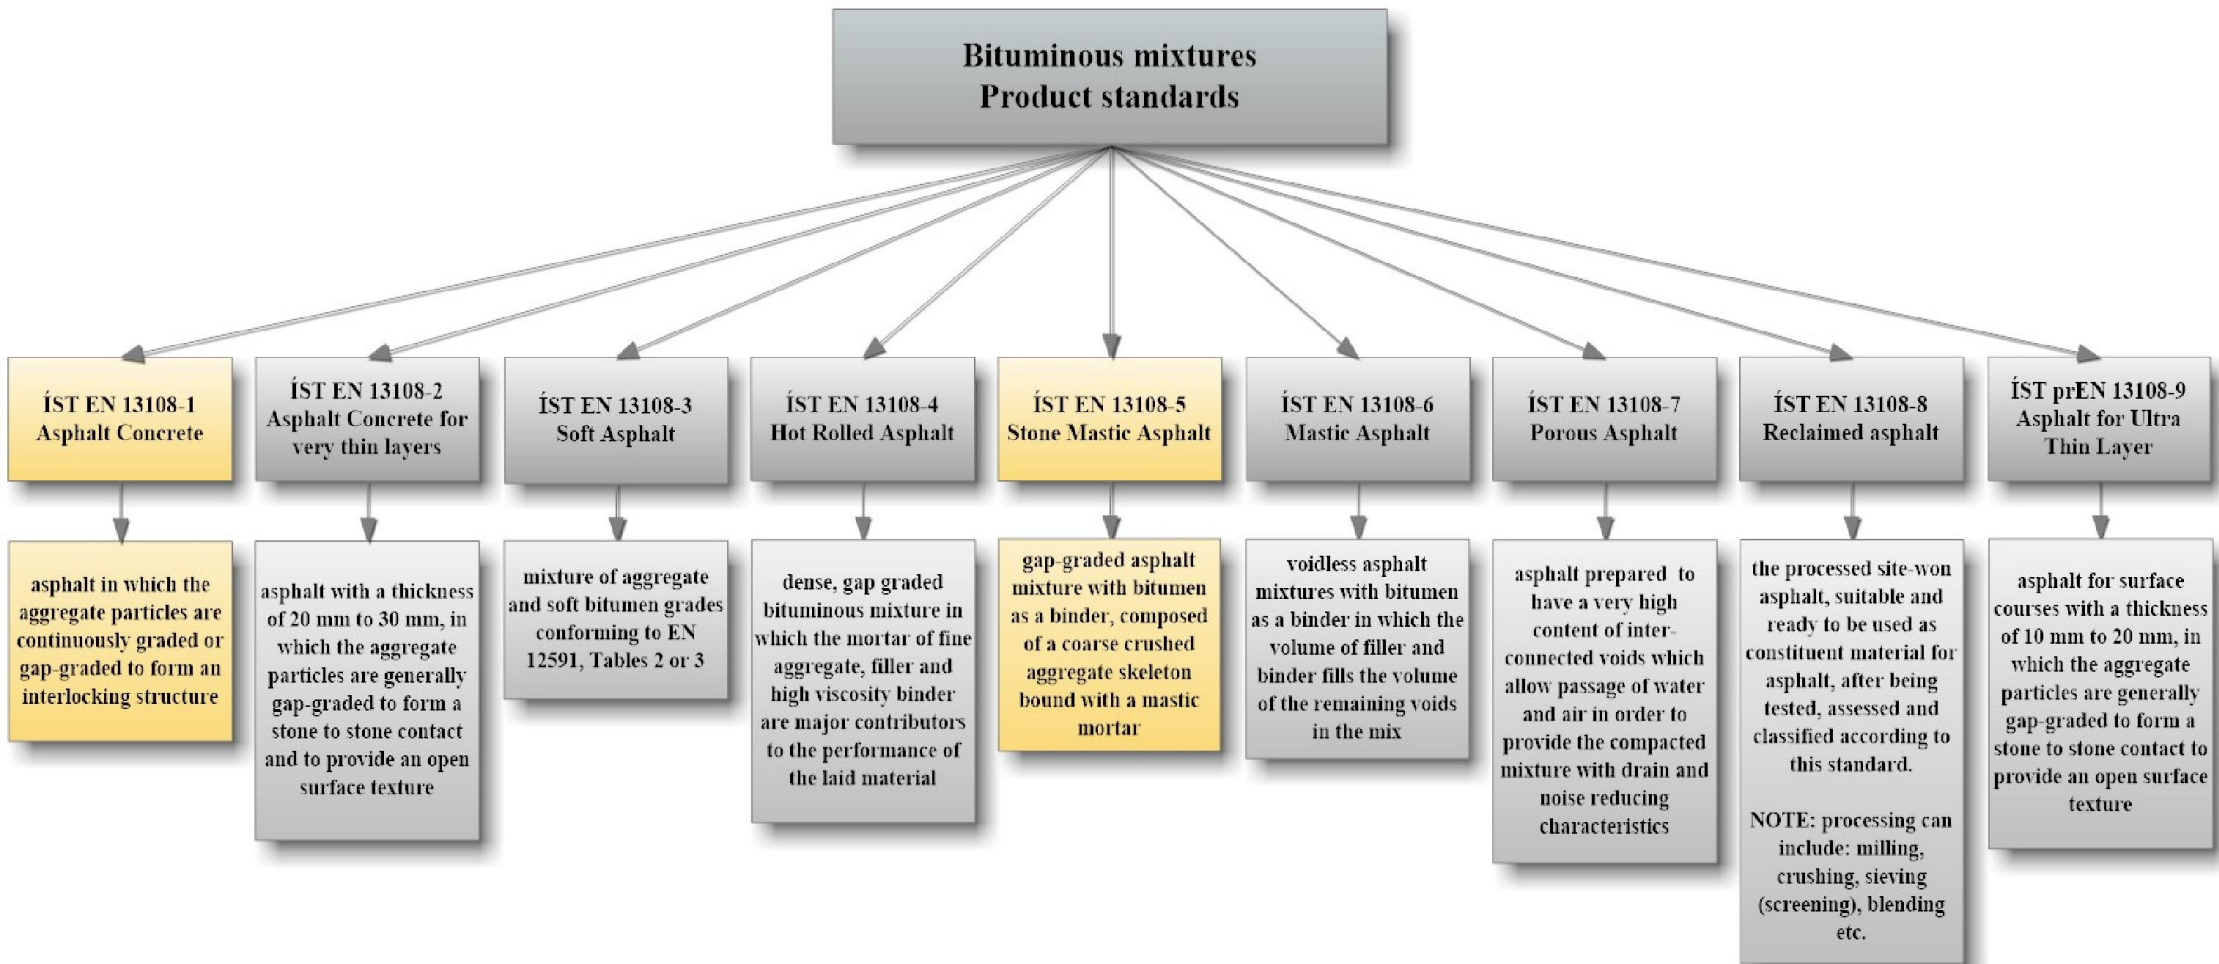 Bituminous mixtures
Product standards
ÍST EN 13108-1
Asphalt Concrete
ÍST EN 13108-2
Asphalt Concrete for
very thin layers
ÍST EN 13108-3
Soft Asphalt
ÍST EN 13108-4
Hot Rolled Asphalt
ÍST EN 13108-5
Stone Mastic Asphalt
ÍST EN 13108-6
Mastic Asphalt
ÍST EN 13108-7
Porous Asphalt
ÍST EN 13108-8
Reclaimed asphalt
ÍST prEN 13108-9
Asphalt for Ultra
Thin Layer
asphalt in which the
aggregate particles are
continuously graded or
gap-graded to form an
interlocking structure
asphalt with a thickness
of 20 mm to 30 mm, in
which the aggregate
particles are generally
gap-graded to form a
stone to stone contact
and to provide an open
surface texture
mixture of aggregate
and soft bitumen grades
conforming to EN
12591, Tables 2 or 3
dense, gap graded
bituminous mixture in
which the mortar of fine
aggregate, filler and
high viscosity binder
are major contributors
to the performance of
the laid material
gap-graded asphalt
mixture with bitumen
as a binder, composed
of a coarse crushed
aggregate skeleton
bound with a mastic
mortar
voidless asphalt
mixtures with bitumen
as a binder in which the
volume of filler and
binder fills the volume
of the remaining voids
in the mix
asphalt prepared to
have a very high
content of inter-
connected voids which
allow passage of water
and air in order to
provide the compacted
mixture with drain and
noise reducing
characteristics
the processed site-won
asphalt, suitable and
ready to be used as
constituent material for
asphalt, after being
tested, assessed and
classified according to
this standard.
NOTE: processing can
include: milling,
crushing, sieving
(screening), blending
etc.
asphalt for surface
courses with a thickness
of 10 mm to 20 mm, in
which the aggregate
particles are generally
gap-graded to form a
stone to stone contact to
provide an open surface
texture